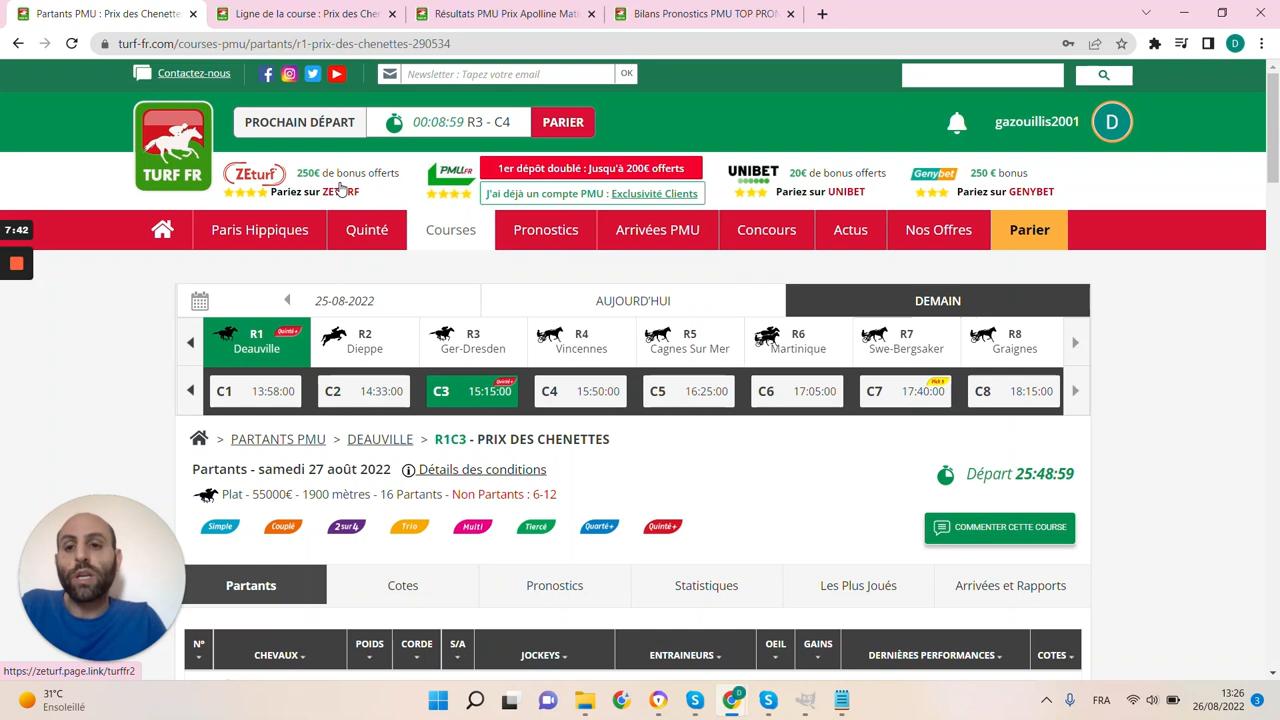 Partants PMU : Prix des Chenette
Ligne de la course : Prix des Che
Résultats PMU Prix Apolline Mati
Bilans Pronostics PMU TOP PRON
turf-fr.com/courses-pmu/partants/r1-prix-des-chenettes-290534
D
Contactez-nous
Newsletter : Tapez votre email
OK
TURF FR
PROCHAIN DÉPART
00:08:59 R3 - C4
PARIER
gazouillis2001
D
ZEturf
250€ de bonus offerts
Pariez sur ZETURF
PMU.FR
1er dépôt doublé : Jusqu'à 200€ offerts
J'ai déjà un compte PMU : Exclusivité Clients
UNIBET
20€ de bonus offerts
Pariez sur UNIBET
Genybet
250 € bonus
Pariez sur GENYBET
7:42
Paris Hippiques
Quinté
Courses
Pronostics
Arrivées PMU
Concours
Actus
Nos Offres
Parier
25-08-2022
AUJOURD'HUI
DEMAIN
R1
Quinté+
Deauville
R2
Dieppe
R3
Ger-Dresden
R4
Vincennes
R5
Cagnes Sur Mer
R6
Martinique
R7
Swe-Bergsaker
R8
Graignes
C1 13:58:00
C2 14:33:00
C3 15:15:00
Quinté+
C4 15:50:00
C5 16:25:00
C6 17:05:00
C7 17:40:00
Pick 5
C8 18:15:00
> PARTANTS PMU > DEAUVILLE > R1C3 - PRIX DES CHENETTES
Partants - samedi 27 août 2022
Détails des conditions
Départ 25:48:59
Plat - 55000€ - 1900 mètres - 16 Partants - Non Partants : 6-12
Simple
Couplé
2sur4
Trio
Multi
Tiercé
Quarté+
Quinté+
COMMENTER CETTE COURSE
Partants
Cotes
Pronostics
Statistiques
Les Plus Joués
Arrivées et Rapports
N°
CHEVAUX
POIDS
CORDE
S/A
JOCKEYS
ENTRAINEURS
OEIL
GAINS
DERNIÈRES PERFORMANCES
COTES
https://zeturf.page.link/turffr2
31°C
Ensoleillé
FRA
13:26
26/08/2022
3